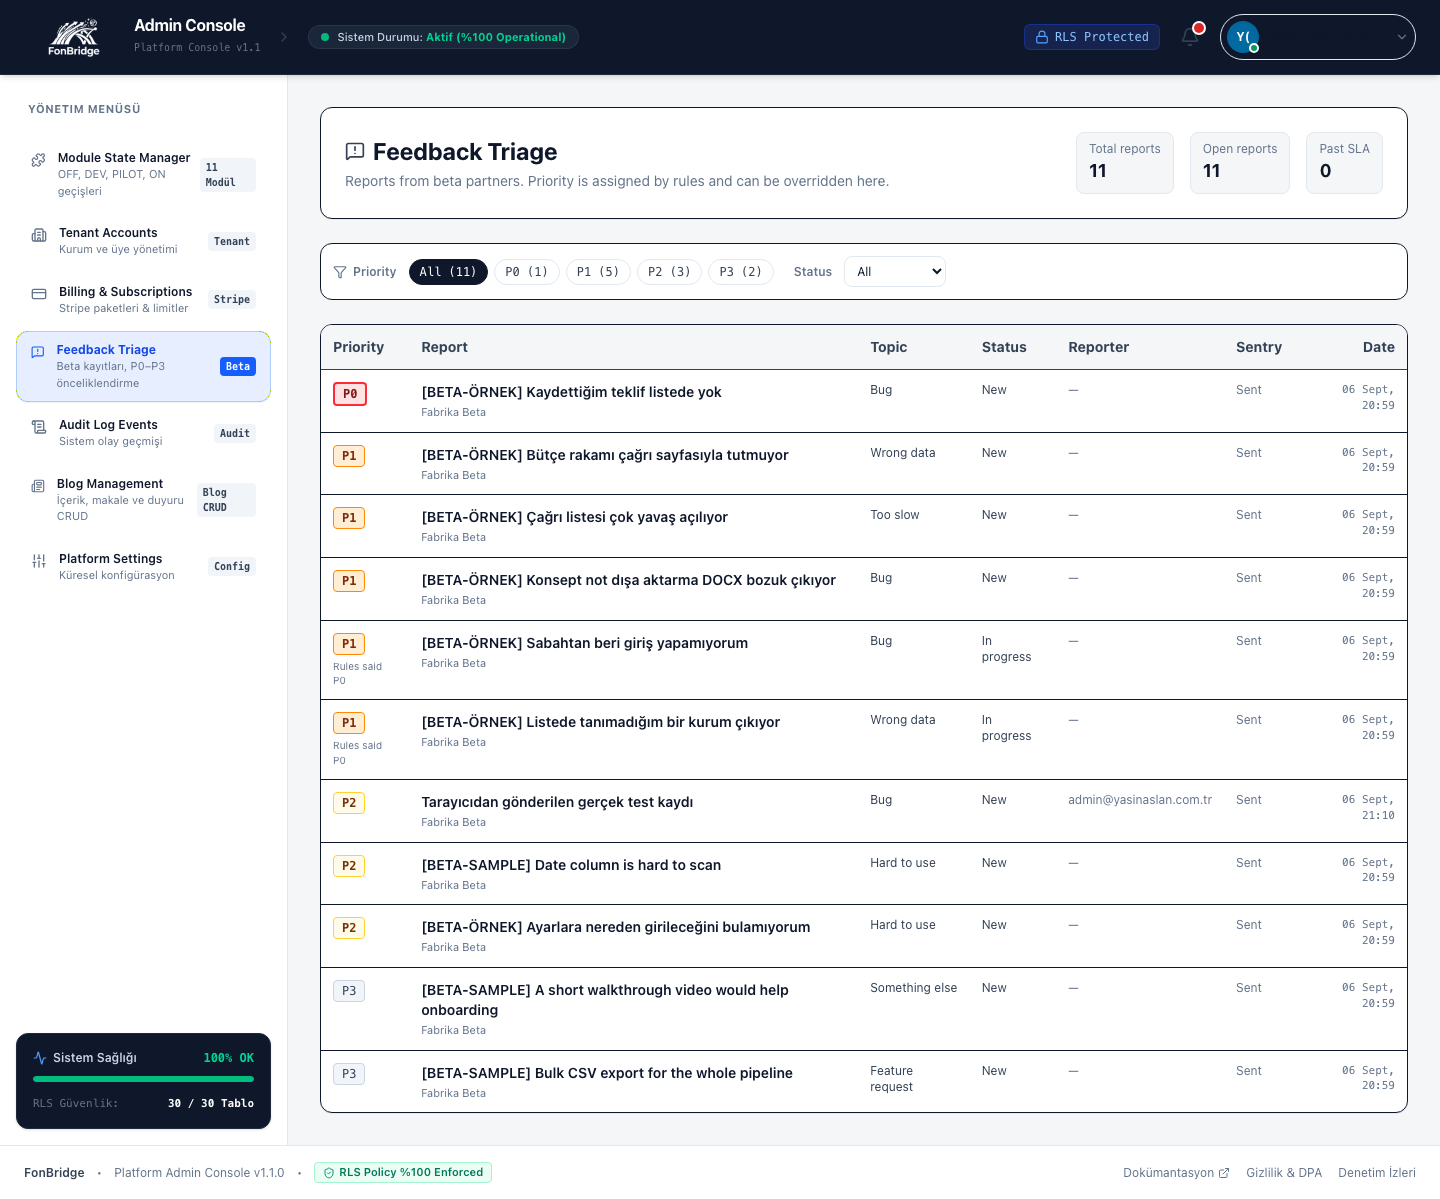 FonBridge
Admin Console
Platform Console v1.1
Sistem Durumu: Aktif (%100 Operational)
RLS Protected
Y(
YÖNETIM MENÜSÜ
Module State Manager
OFF, DEV, PILOT, ON
geçişleri
11
Modül
Tenant Accounts
Kurum ve üye yönetimi
Tenant
Billing & Subscriptions
Stripe paketleri & limitler
Stripe
Feedback Triage
Beta kayıtları, P0–P3
önceliklendirme
Beta
Audit Log Events
Sistem olay geçmişi
Audit
Blog Management
İçerik, makale ve duyuru
CRUD
Blog
CRUD
Platform Settings
Küresel konfigürasyon
Config
Sistem Sağlığı
100% OK
RLS Güvenlik:
30 / 30 Tablo
Feedback Triage
Reports from beta partners. Priority is assigned by rules and can be overridden here.
Total reports
11
Open reports
11
Past SLA
0
Priority
All (11)
P0 (1)
P1 (5)
P2 (3)
P3 (2)
Status
All
Priority Report Topic Status Reporter Sentry Date
P0 [BETA-ÖRNEK] Kaydettiğim teklif listede yok Bug New — Sent 06 Sept,
Fabrika Beta 20:59
P1 [BETA-ÖRNEK] Bütçe rakamı çağrı sayfasıyla tutmuyor Wrong data New — Sent 06 Sept,
Fabrika Beta 20:59
P1 [BETA-ÖRNEK] Çağrı listesi çok yavaş açılıyor Too slow New — Sent 06 Sept,
Fabrika Beta 20:59
P1 [BETA-ÖRNEK] Konsept not dışa aktarma DOCX bozuk çıkıyor Bug New — Sent 06 Sept,
Fabrika Beta 20:59
P1 [BETA-ÖRNEK] Sabahtan beri giriş yapamıyorum Bug In — Sent 06 Sept,
Rules said Fabrika Beta progress 20:59
P0
P1 [BETA-ÖRNEK] Listede tanımadığım bir kurum çıkıyor Wrong data In — Sent 06 Sept,
Rules said Fabrika Beta progress 20:59
P0
P2 Tarayıcıdan gönderilen gerçek test kaydı Bug New admin@yasinaslan.com.tr Sent 06 Sept,
Fabrika Beta 21:10
P2 [BETA-SAMPLE] Date column is hard to scan Hard to use New — Sent 06 Sept,
Fabrika Beta 20:59
P2 [BETA-ÖRNEK] Ayarlara nereden girileceğini bulamıyorum Hard to use New — Sent 06 Sept,
Fabrika Beta 20:59
P3 [BETA-SAMPLE] A short walkthrough video would help Something else New — Sent 06 Sept,
onboarding 20:59
Fabrika Beta
P3 [BETA-SAMPLE] Bulk CSV export for the whole pipeline Feature New — Sent 06 Sept,
Fabrika Beta request 20:59
FonBridge • Platform Admin Console v1.1.0 • RLS Policy %100 Enforced
Dokümantasyon Gizlilik & DPA Denetim İzleri